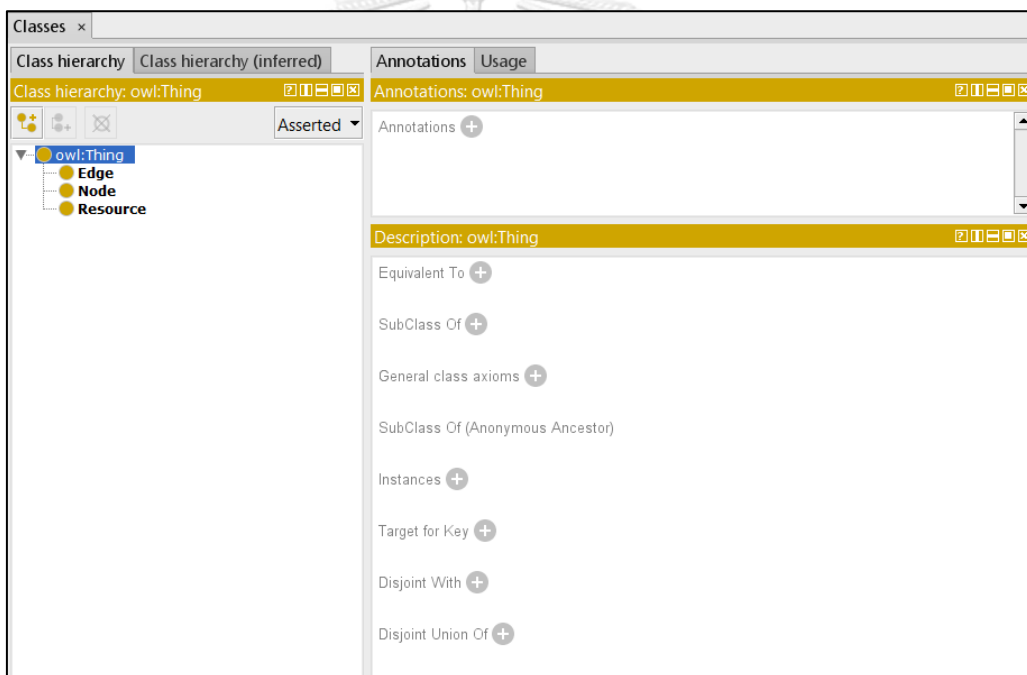 Classes ×
Class hierarchy Class hierarchy (inferred)
Class hierarchy: owl:Thing
Asserted
owl:Thing
Edge
Node
Resource
Annotations Usage
Annotations: owl:Thing
Annotations
Description: owl:Thing
Equivalent To
SubClass Of
General class axioms
SubClass Of (Anonymous Ancestor)
Instances
Target for Key
Disjoint With
Disjoint Union Of